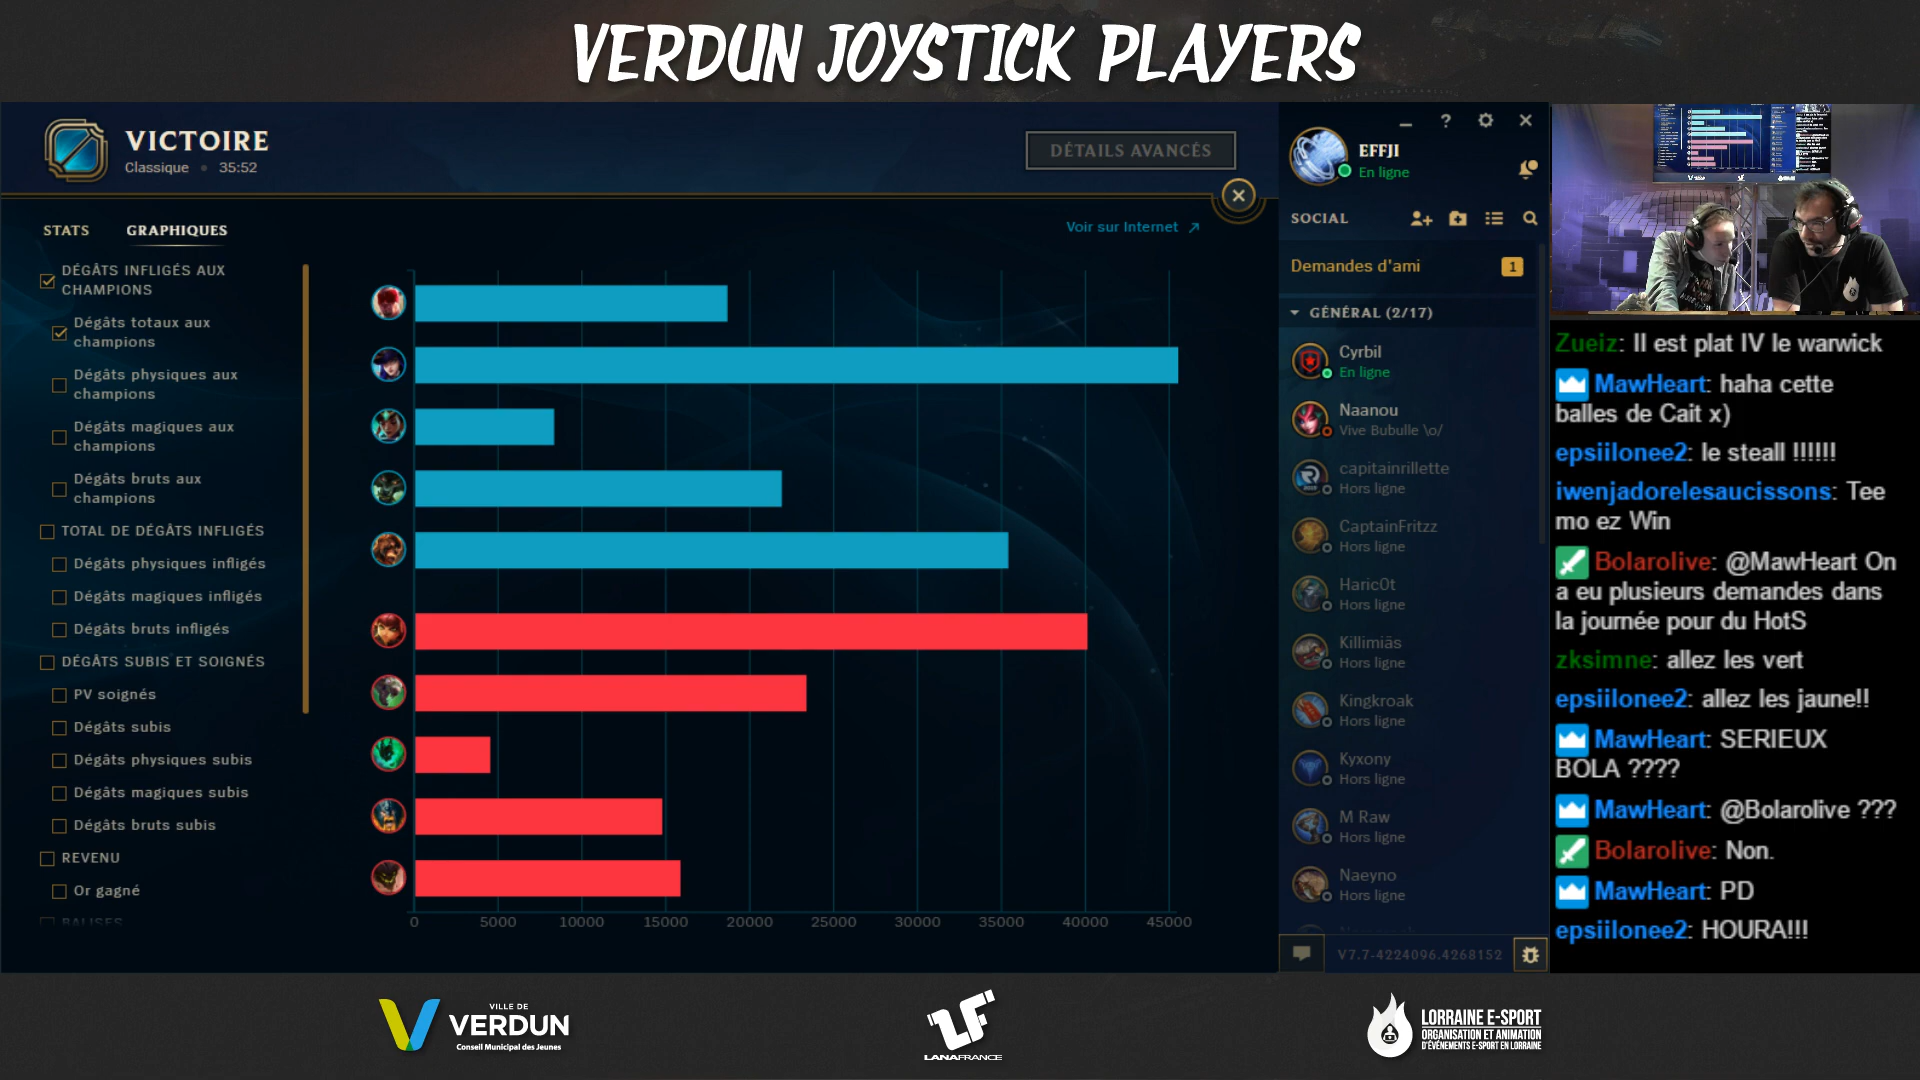 VERDUN JOYSTICK PLAYERS
VICTOIRE
Classique • 35:52
DÉTAILS AVANCÉS
STATS GRAPHIQUES
Voir sur Internet
DÉGÂTS INFLIGÉS AUX
CHAMPIONS
Dégâts totaux aux
champions
Dégâts physiques aux
champions
Dégâts magiques aux
champions
Dégâts bruts aux
champions
TOTAL DE DÉGÂTS INFLIGÉS
Dégâts physiques infligés
Dégâts magiques infligés
Dégâts bruts infligés
DÉGÂTS SUBIS ET SOIGNÉS
PV soignés
Dégâts subis
Dégâts physiques subis
Dégâts magiques subis
Dégâts bruts subis
REVENU
Or gagné
BALISES
0 5000 10000 15000 20000 25000 30000 35000 40000 45000
EFFJI
En ligne
SOCIAL
Demandes d'ami 1
GÉNÉRAL (2/17)
Cyrbil
En ligne
Naanou
Vive Bubulle \o/
capitainrillette
Hors ligne
CaptainFritzz
Hors ligne
Haric0t
Hors ligne
Killimiäs
Hors ligne
Kingkroak
Hors ligne
Kyxony
Hors ligne
M Raw
Hors ligne
Naeyno
Hors ligne
V7.7-4224096.4268152
Zueiz: Il est plat IV le warwick
MawHeart: haha cette
balles de Cait x)
epsiilonee2: le steall !!!!!!
iwenjadorelesaucissons: Tee
mo ez Win
Bolarolive: @MawHeart On
a eu plusieurs demandes dans
la journée pour du HotS
zksimne: allez les vert
epsiilonee2: allez les jaune!!
MawHeart: SERIEUX
BOLA ????
MawHeart: @Bolarolive ???
Bolarolive: Non.
MawHeart: PD
epsiilonee2: HOURA!!!
VILLE DE
VERDUN
Conseil Municipal des Jeunes
LF
LANAFRANCE
LORRAINE E-SPORT
ORGANISATION ET ANIMATION
D'ÉVÉNEMENTS E-SPORT EN LORRAINE